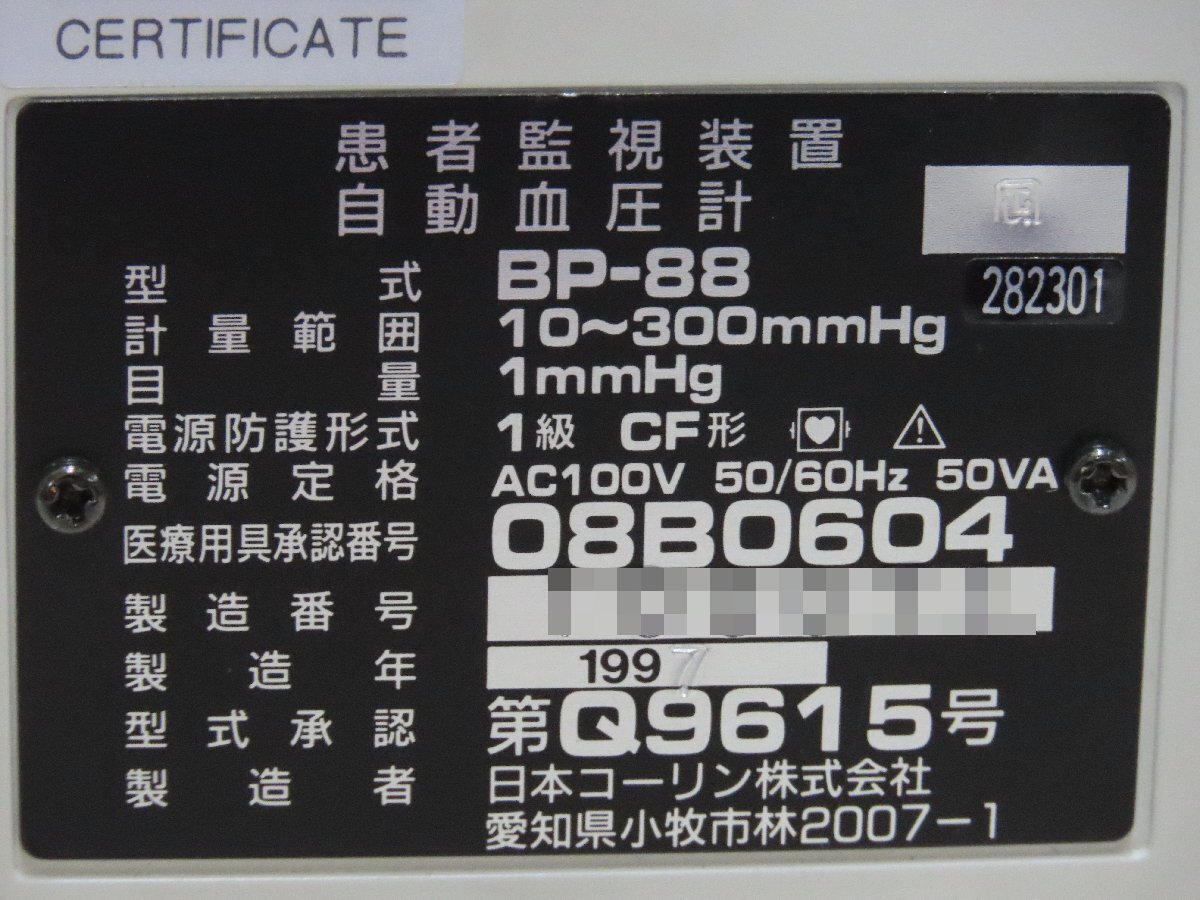 CERTIFICATE
患者監視装置
自動血圧計
282301
型式 BP-88
計量範囲 10～300mmHg
目量 1mmHg
電源防護形式 1級 CF形
電源定格 AC100V 50/60Hz 50VA
医療用具承認番号 08B0604
製造番号
製造年 1997
型式承認 第Q9615号
製造者 日本コーリン株式会社
愛知県小牧市林2007-1